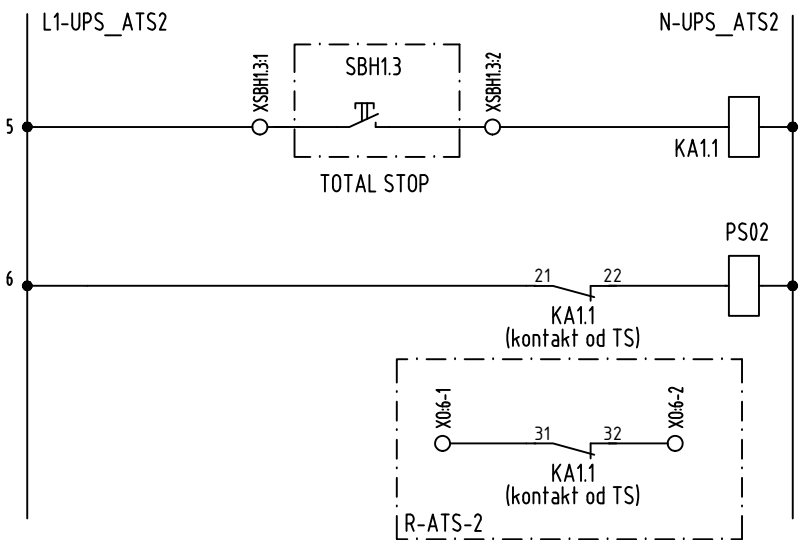 L1-UPS_ATS2
N-UPS_ATS2
XSBH1.3:1
SBH1.3
XSBH1.3:2
5
KA1.1
TOTAL STOP
PS02
6
21
22
KA1.1
(kontakt od TS)
X0:6-1
X0:6-2
31
32
KA1.1
(kontakt od TS)
R-ATS-2